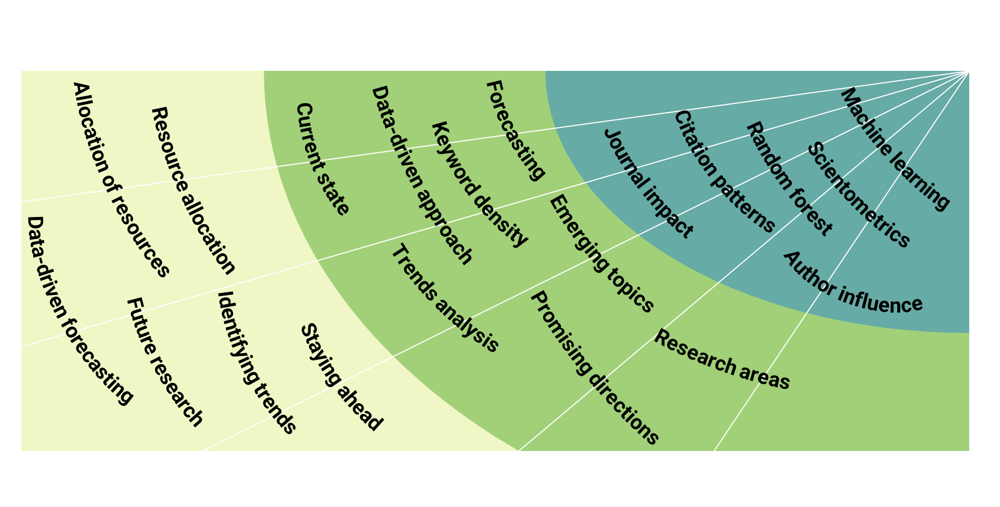 Allocation of resources
Resource allocation
Current state
Data-driven approach
Keyword density
Forecasting
Journal impact
Citation patterns
Random forest
Scientometrics
Machine learning
Data-driven forecasting
Future research
Identifying trends
Staying ahead
Trends analysis
Emerging topics
Promising directions
Research areas
Author influence